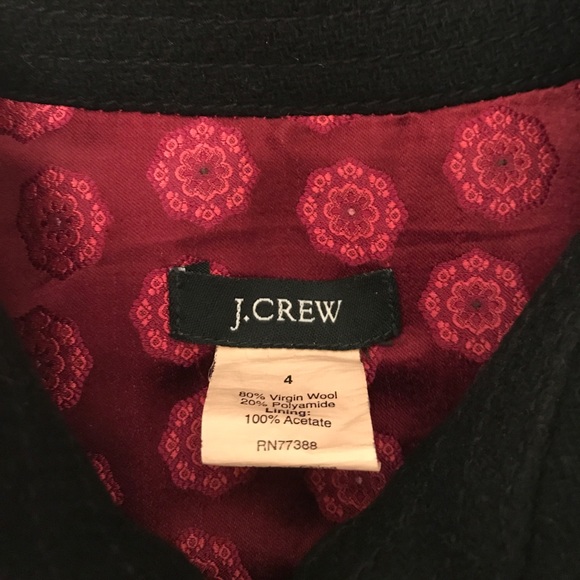 J.CREW
4
80% Virgin Wool
20% Polyamide
Lining:
100% Acetate
RN77388